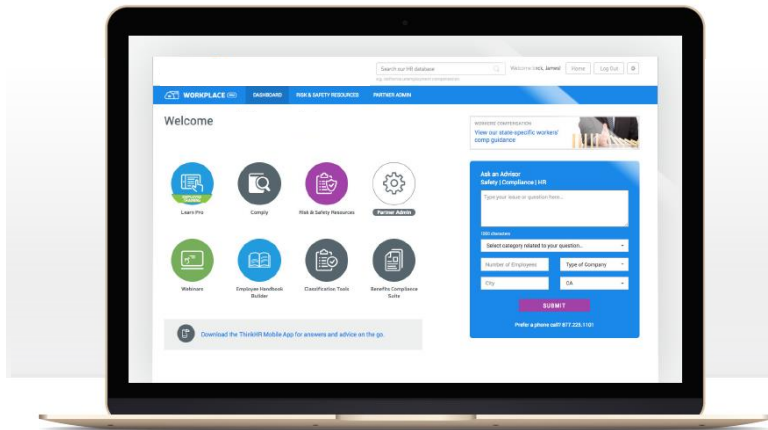 Search our HR database
Welcome back, James! Home Log Out
WORKPLACE DASHBOARD RISK & SAFETY RESOURCES PARTNER ADMIN
Welcome
WORKERS' COMPENSATION
View our state-specific workers'
comp guidance
EMPLOYEE
TRAINING
Learn Pro Comply Risk & Safety Resources Partner Admin
Webinars Employee Handbook
Builder
Classification Tools Benefits Compliance
Suite
Download the ThinkHR Mobile App for answers and advice on the go.
Ask an Advisor
Safety | Compliance | HR
Type your issue or question here...
characters
Select category related to your question...
Number of Employees Type of Company
City CA
SUBMIT
Prefer a phone call? 877.225.1101